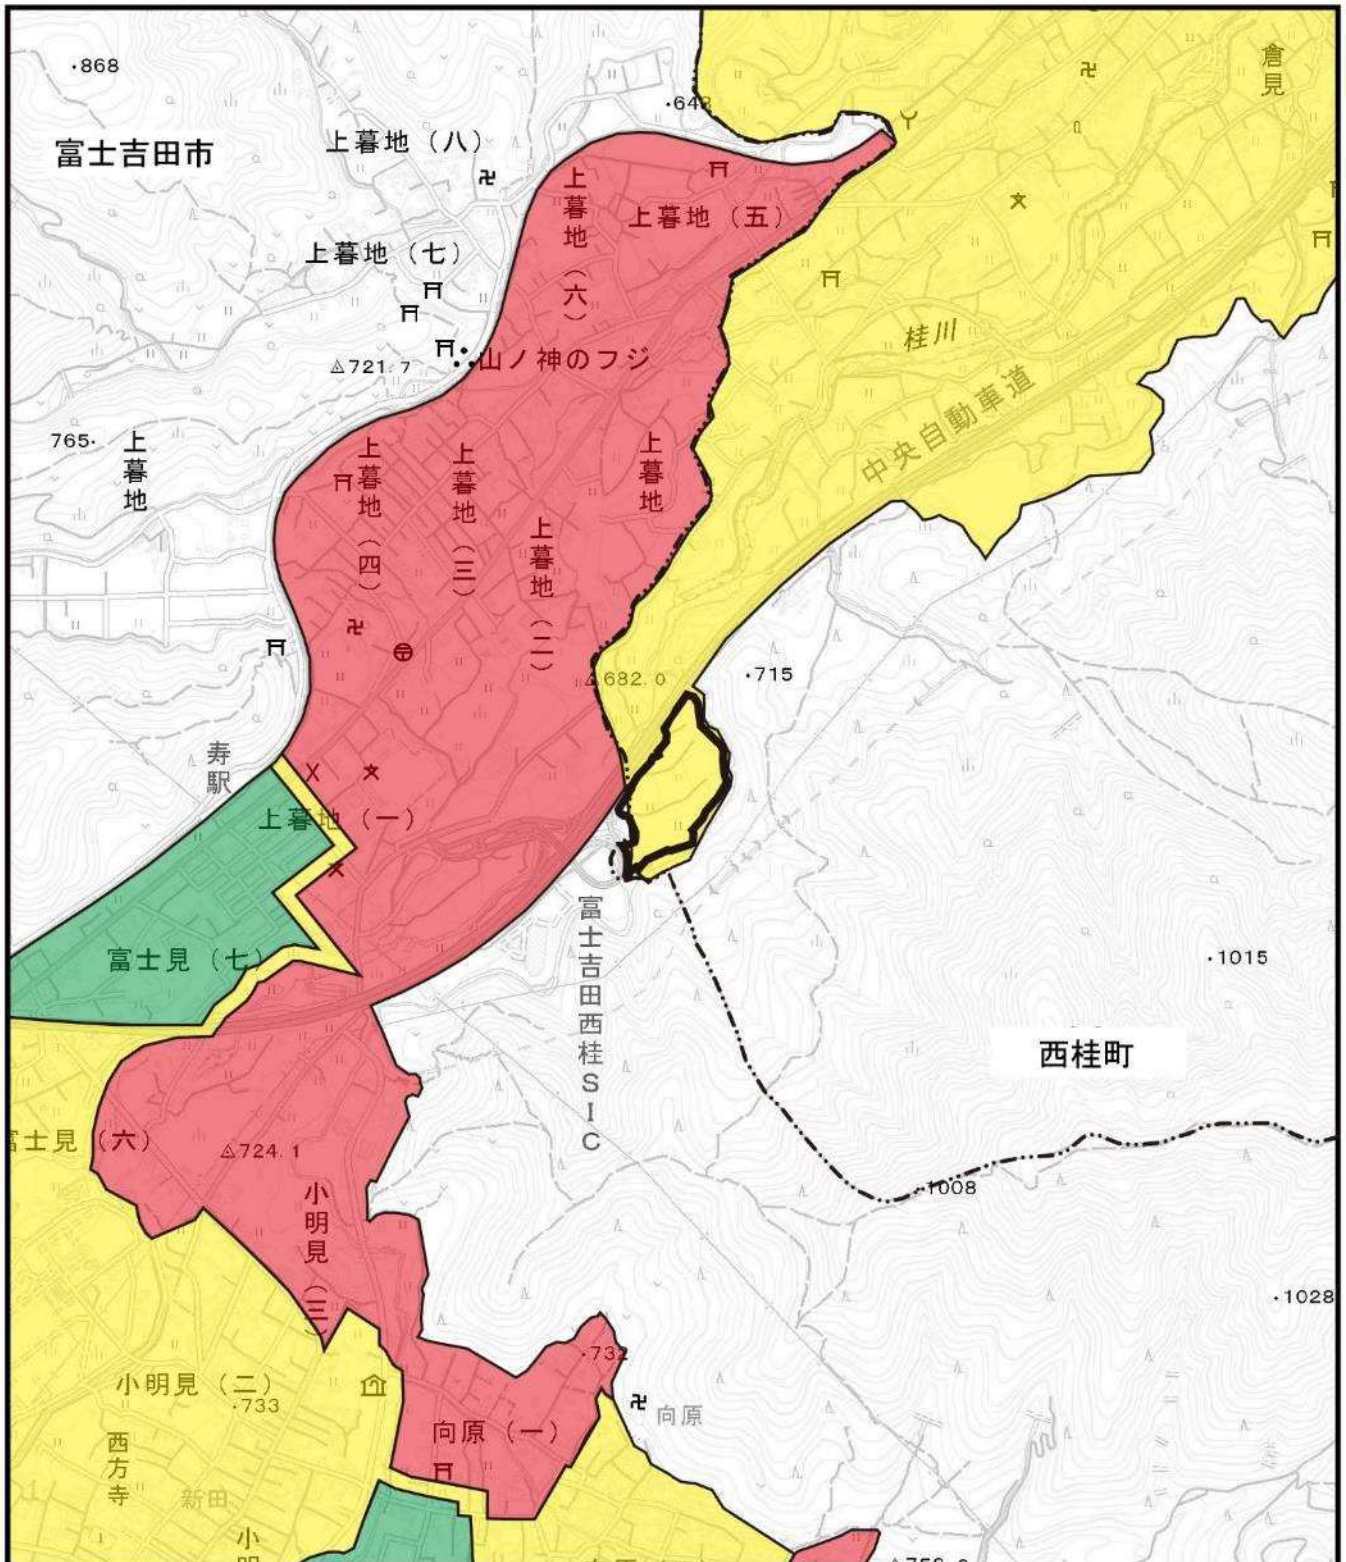 ・868
富士吉田市
上暮地（八）
・648
倉見
上暮地（六）
上暮地（五）
上暮地（七）
桂川
山ノ神のフジ
△721.7
中央自動車道
765・
上暮地
上暮地（四）
上暮地（三）
上暮地（二）
上暮地
△682.0
・715
寿駅
上暮地（一）
富士見（七）
富士吉田西桂SIC
・1015
西桂町
富士見（六）
△724.1
・1008
小明見（三）
・1028
・732
小明見（二）
・733
向原（一）
向原
西方寺
新田
小明